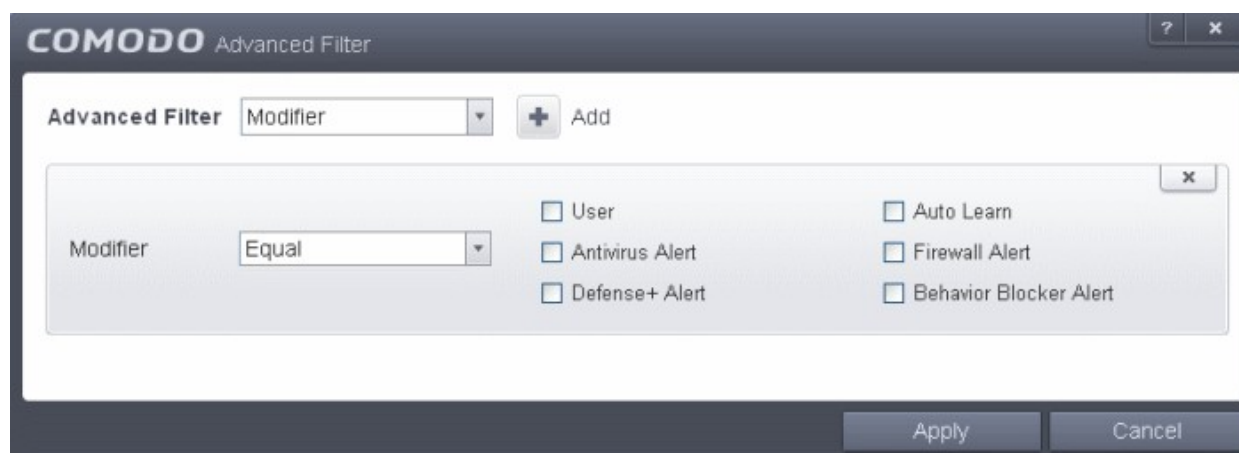 COMODO Advanced Filter ? x
Advanced Filter Modifier + Add
x
User Auto Learn
Modifier Equal Antivirus Alert Firewall Alert
Defense+ Alert Behavior Blocker Alert
Apply Cancel